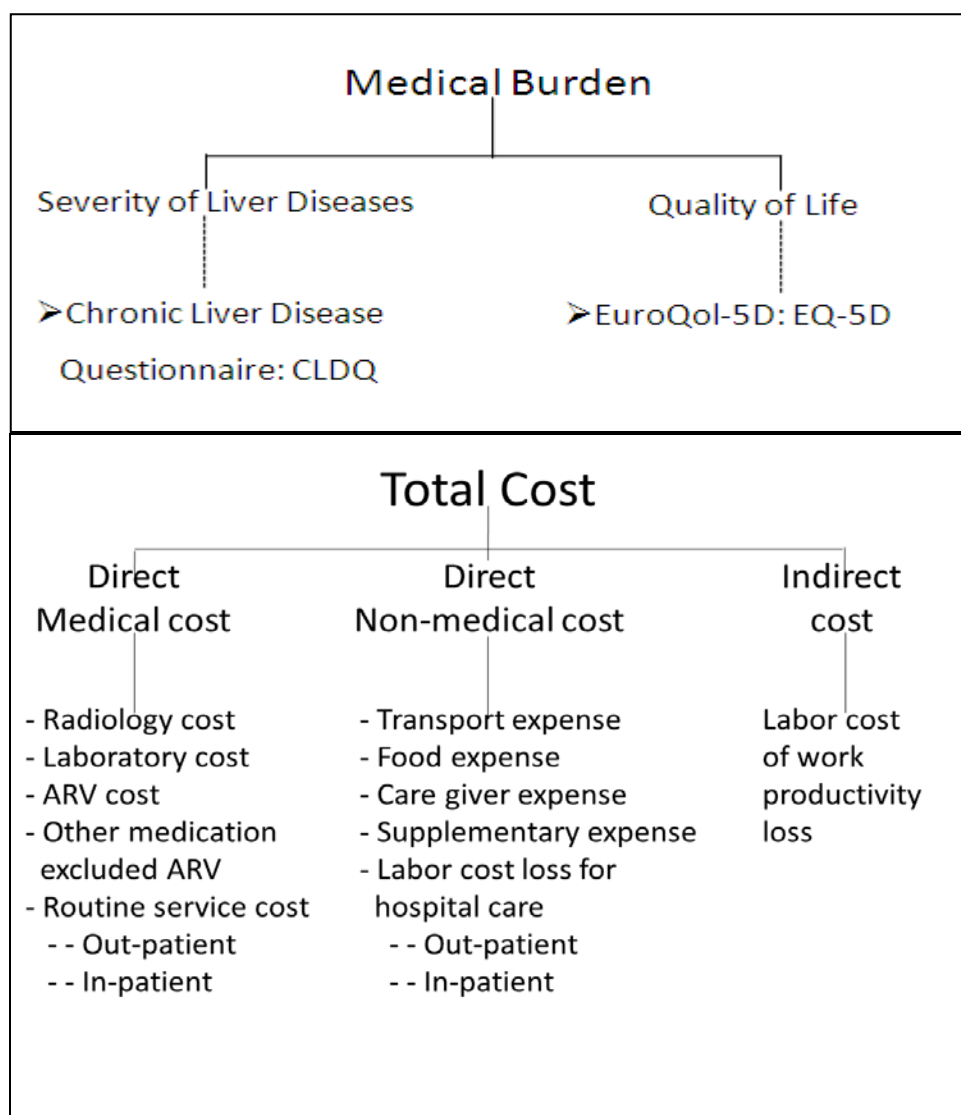 Medical Burden
Severity of Liver Diseases
Quality of Life
➤Chronic Liver Disease
Questionnaire: CLDQ
➤EuroQol-5D: EQ-5D
Total Cost
Direct
Medical cost
- Radiology cost
- Laboratory cost
- ARV cost
- Other medication
excluded ARV
- Routine service cost
- - Out-patient
- - In-patient
Direct
Non-medical cost
- Transport expense
- Food expense
- Care giver expense
- Supplementary expense
- Labor cost loss for
hospital care
- - Out-patient
- - In-patient
Indirect
cost
Labor cost
of work
productivity
loss